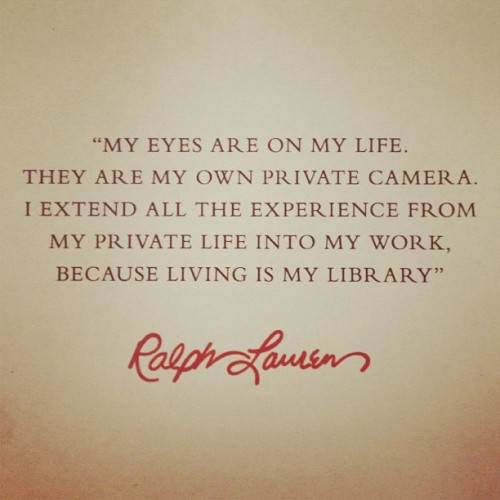 “MY EYES ARE ON MY LIFE.
THEY ARE MY OWN PRIVATE CAMERA.
I EXTEND ALL THE EXPERIENCE FROM
MY PRIVATE LIFE INTO MY WORK,
BECAUSE LIVING IS MY LIBRARY”
Ralph Lauren